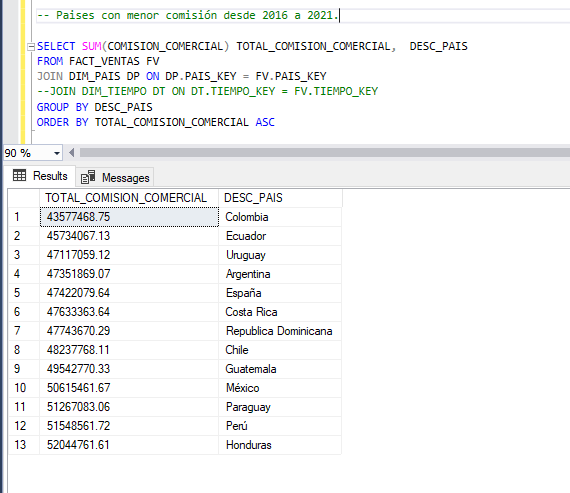 -- Paises con menor comisión desde 2016 a 2021.
SELECT SUM(COMISION_COMERCIAL) TOTAL_COMISION_COMERCIAL,  DESC_PAIS
FROM FACT_VENTAS FV
JOIN DIM_PAIS DP ON DP.PAIS_KEY = FV.PAIS_KEY
--JOIN DIM_TIEMPO DT ON DT.TIEMPO_KEY = FV.TIEMPO_KEY
GROUP BY DESC_PAIS
ORDER BY TOTAL_COMISION_COMERCIAL ASC
90 %
Results Messages
TOTAL_COMISION_COMERCIAL DESC_PAIS
1 43577468.75 Colombia
2 45734067.13 Ecuador
3 47117059.12 Uruguay
4 47351869.07 Argentina
5 47422079.64 España
6 47633363.64 Costa Rica
7 47743670.29 Republica Dominicana
8 48237768.11 Chile
9 49542770.33 Guatemala
10 50615461.67 México
11 51267083.06 Paraguay
12 51548561.72 Perú
13 52044761.61 Honduras